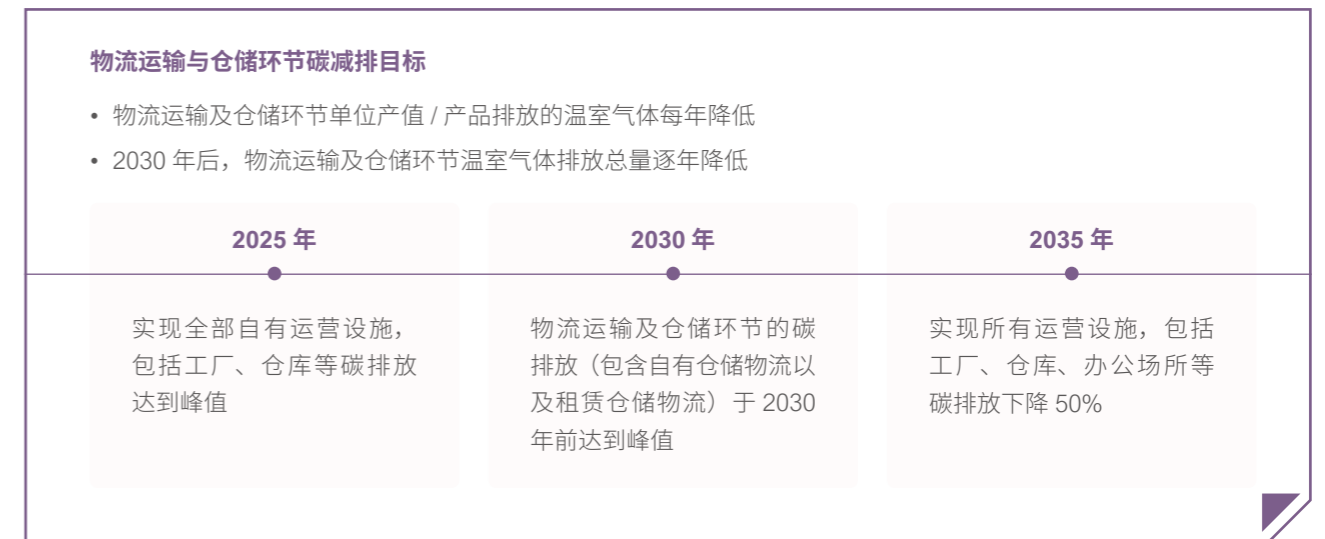 物流运输与仓储环节碳减排目标
• 物流运输及仓储环节单位产值 / 产品排放的温室气体每年降低
• 2030 年后，物流运输及仓储环节温室气体排放总量逐年降低
2025 年
实现全部自有运营设施，
包括工厂、仓库等碳排放
达到峰值
2030 年
物流运输及仓储环节的碳
排放（包含自有仓储物流以
及租赁仓储物流）于 2030
年前达到峰值
2035 年
实现所有运营设施，包括
工厂、仓库、办公场所等
碳排放下降 50%